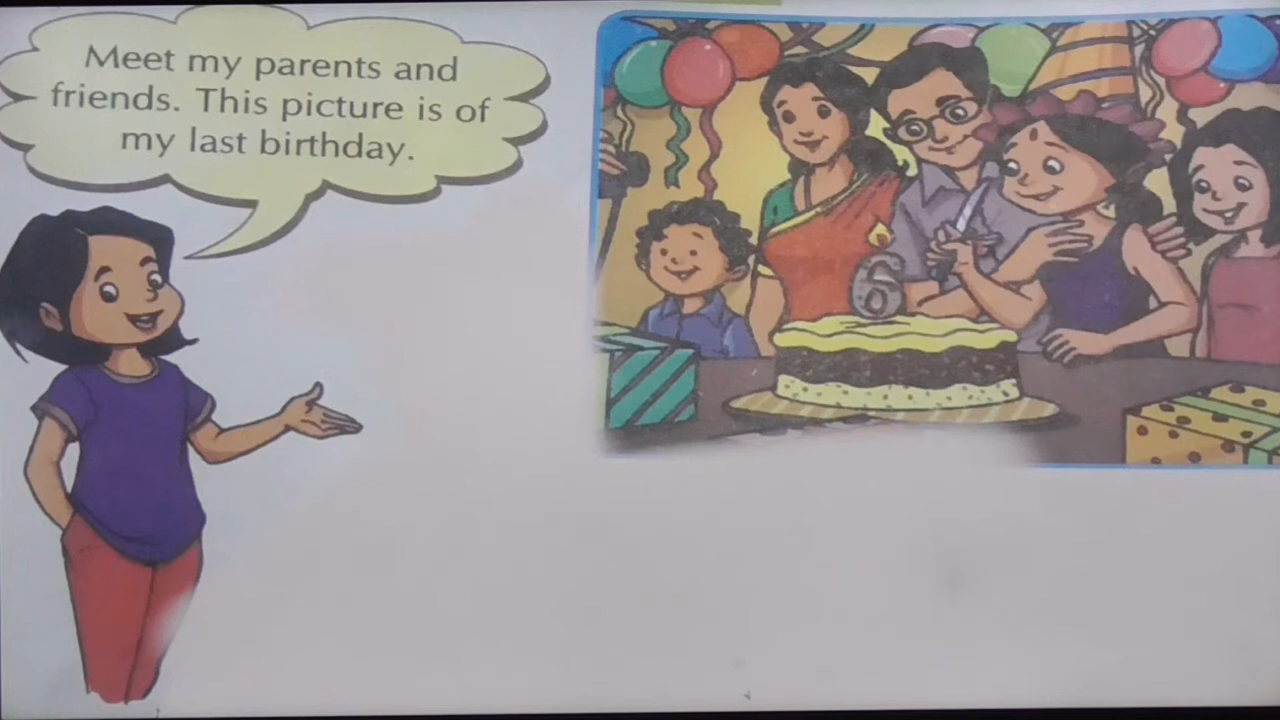 Meet my parents and
friends. This picture is of
my last birthday.
6